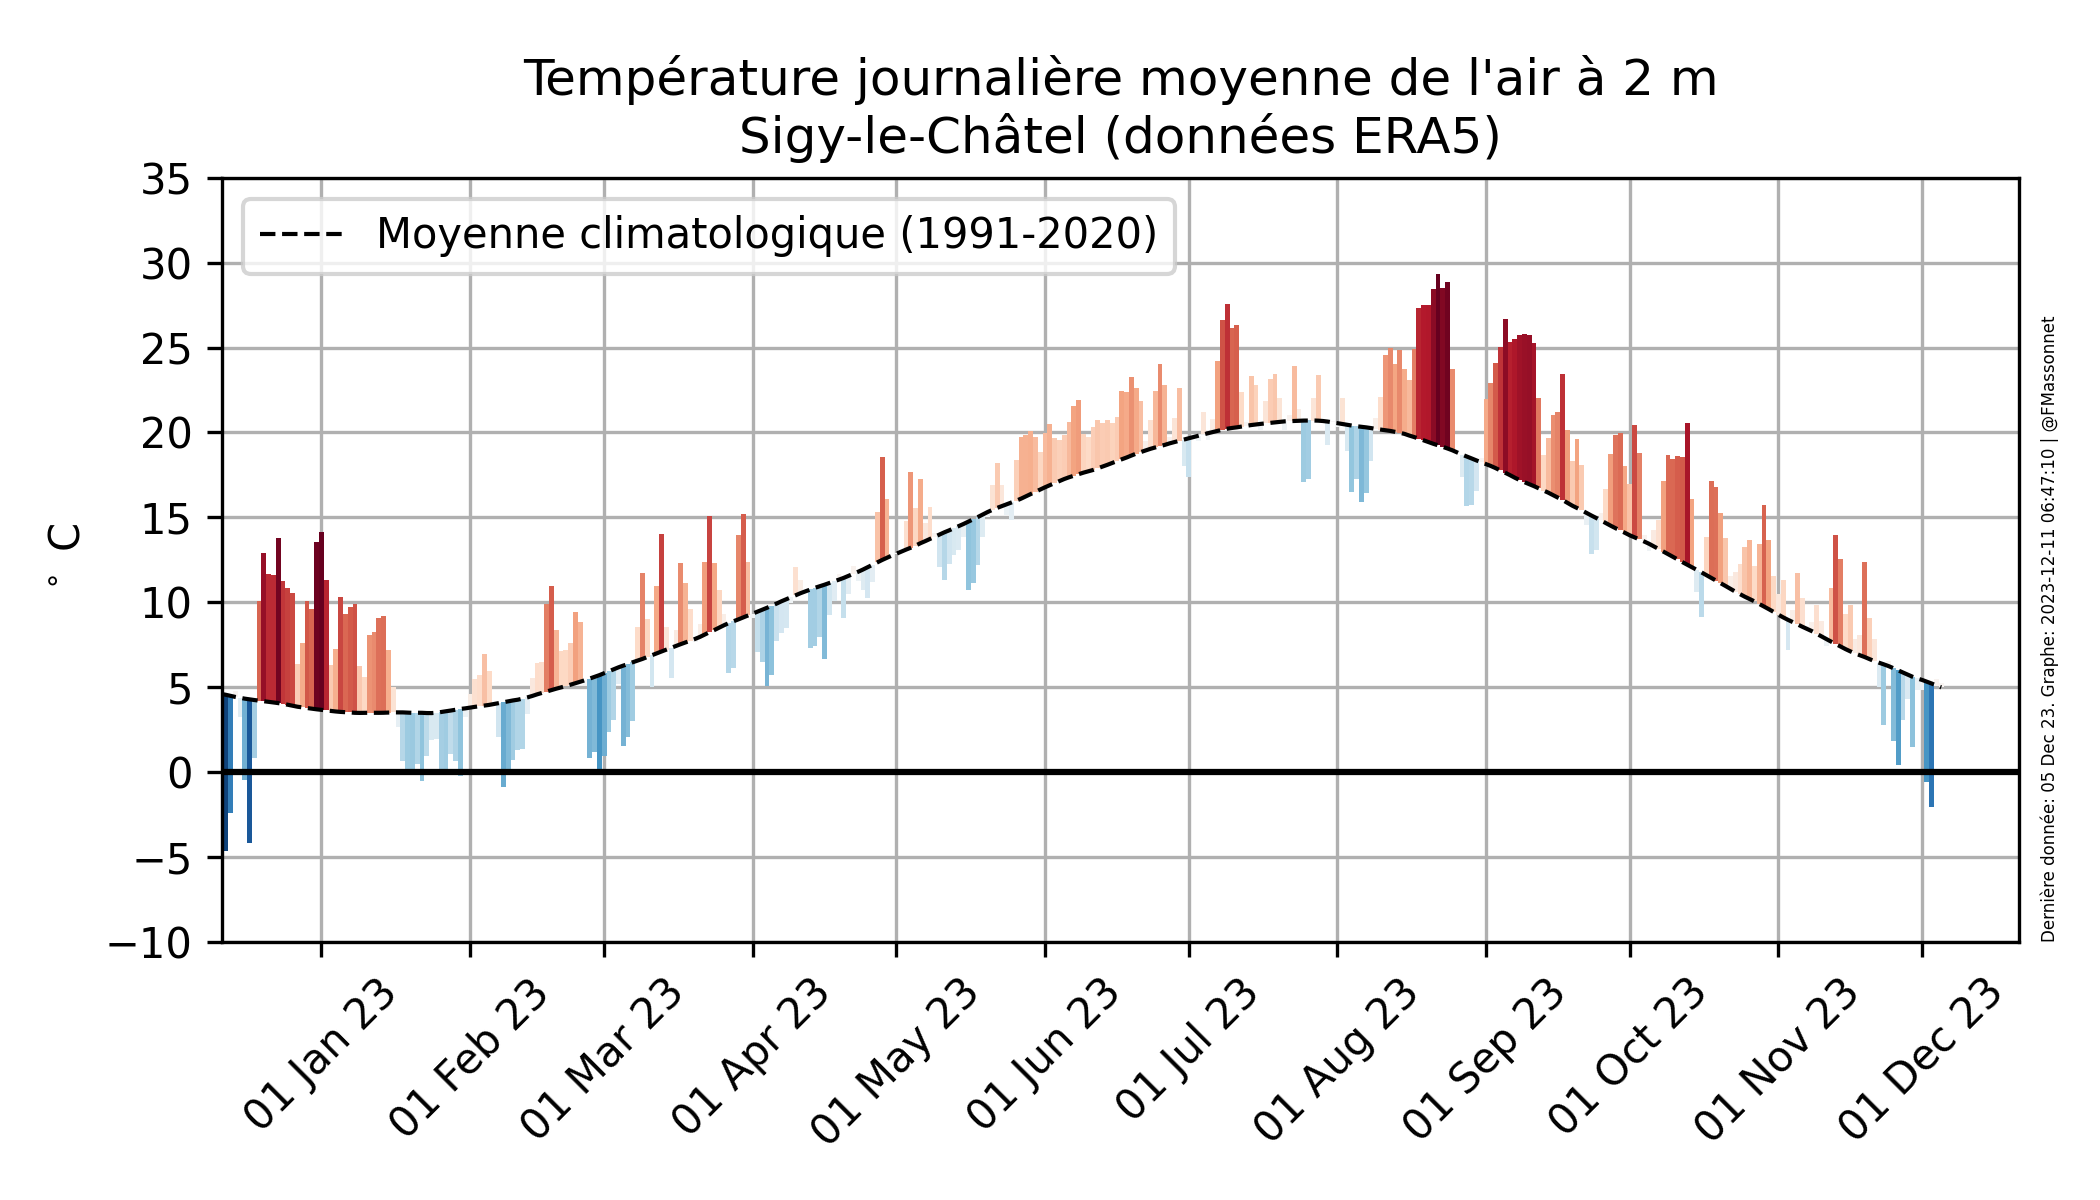 Température journalière moyenne de l'air à 2 m
Sigy-le-Châtel (données ERA5)
Moyenne climatologique (1991-2020)
° C
35
30
25
20
15
10
5
0
−5
−10
01 Jan 23
01 Feb 23
01 Mar 23
01 Apr 23
01 May 23
01 Jun 23
01 Jul 23
01 Aug 23
01 Sep 23
01 Oct 23
01 Nov 23
01 Dec 23
Dernière donnée: 05 Dec 23. Graphe: 2023-12-11 06:47:10 | @FMassonnet